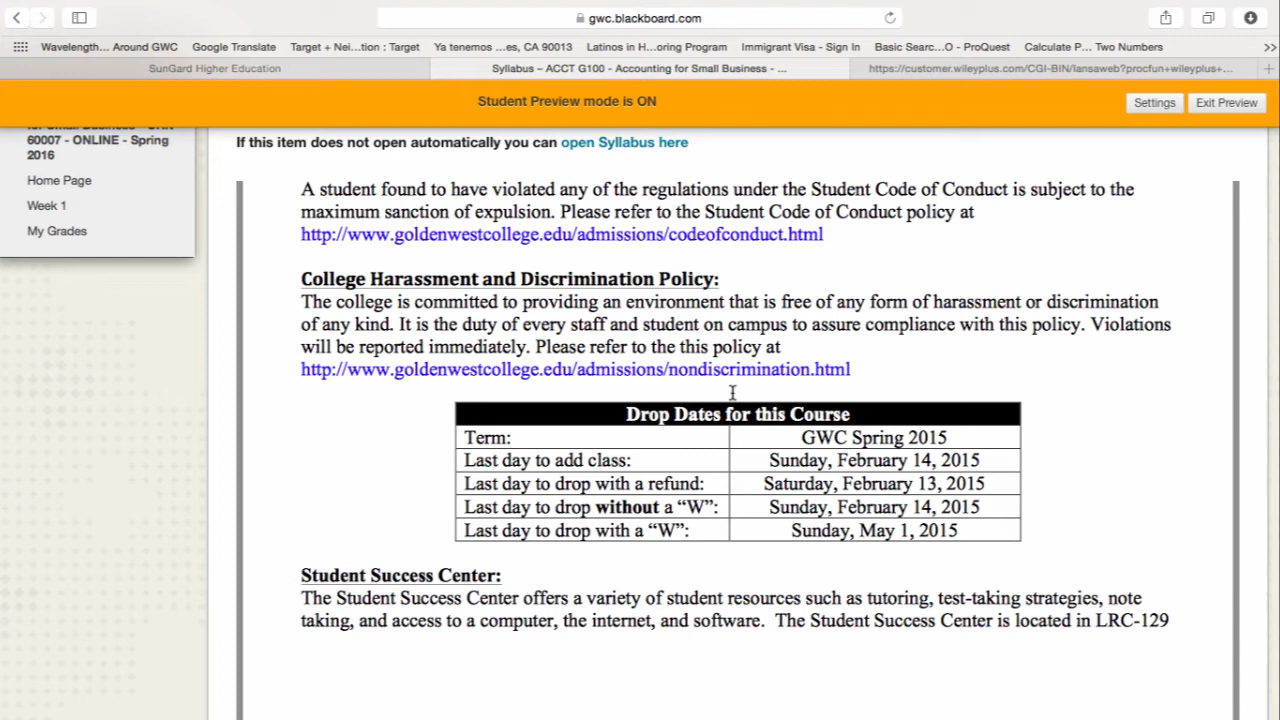 gwc.blackboard.com
Wavelength... Around GWC
Google Translate
Target + Nei...tion : Target
Ya tenemos ...es, CA 90013
Latinos in H...oring Program
Immigrant Visa - Sign In
Basic Searc...O - ProQuest
Calculate P... Two Numbers
SunGard Higher Education
Syllabus – ACCT G100 - Accounting for Small Business - ...
https://customer.wileyplus.com/CGI-BIN/lansaweb?procfun+wileyplus+...
Student Preview mode is ON
Settings
Exit Preview
60007 - ONLINE - Spring
2016
Home Page
Week 1
My Grades
If this item does not open automatically you can open Syllabus here
A student found to have violated any of the regulations under the Student Code of Conduct is subject to the
maximum sanction of expulsion. Please refer to the Student Code of Conduct policy at
http://www.goldenwestcollege.edu/admissions/codeofconduct.html
College Harassment and Discrimination Policy:
The college is committed to providing an environment that is free of any form of harassment or discrimination
of any kind. It is the duty of every staff and student on campus to assure compliance with this policy. Violations
will be reported immediately. Please refer to the this policy at
http://www.goldenwestcollege.edu/admissions/nondiscrimination.html
Drop Dates for this Course
Term: GWC Spring 2015
Last day to add class: Sunday, February 14, 2015
Last day to drop with a refund: Saturday, February 13, 2015
Last day to drop without a “W”: Sunday, February 14, 2015
Last day to drop with a “W”: Sunday, May 1, 2015
Student Success Center:
The Student Success Center offers a variety of student resources such as tutoring, test-taking strategies, note
taking, and access to a computer, the internet, and software. The Student Success Center is located in LRC-129